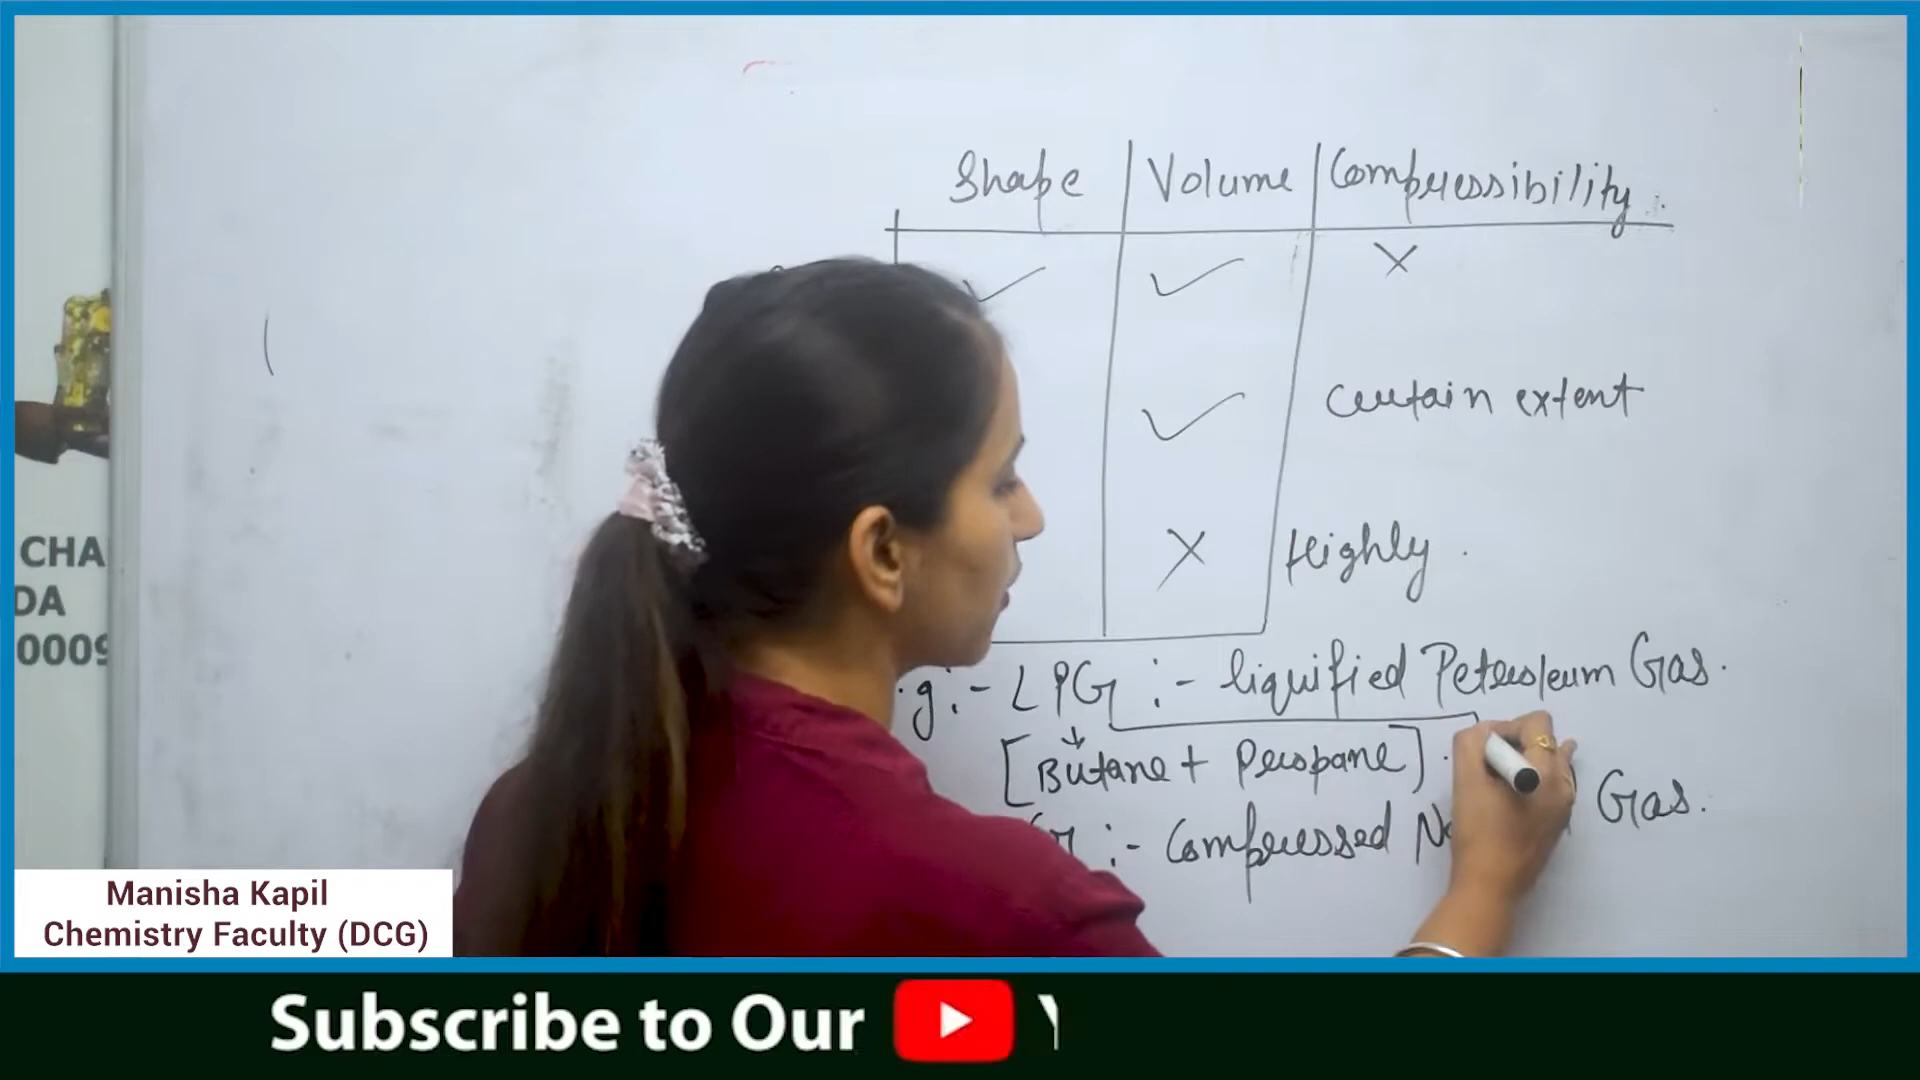 Shape Volume Compressibility.
✓ ✓ ×
✓ Certain extent
× Highly.
.g:- LPG :- liquified Petroleum Gas.
[Butane + Propane]
:- Compressed Gas.
CHA
DA
0009
Manisha Kapil
Chemistry Faculty (DCG)
Subscribe to Our